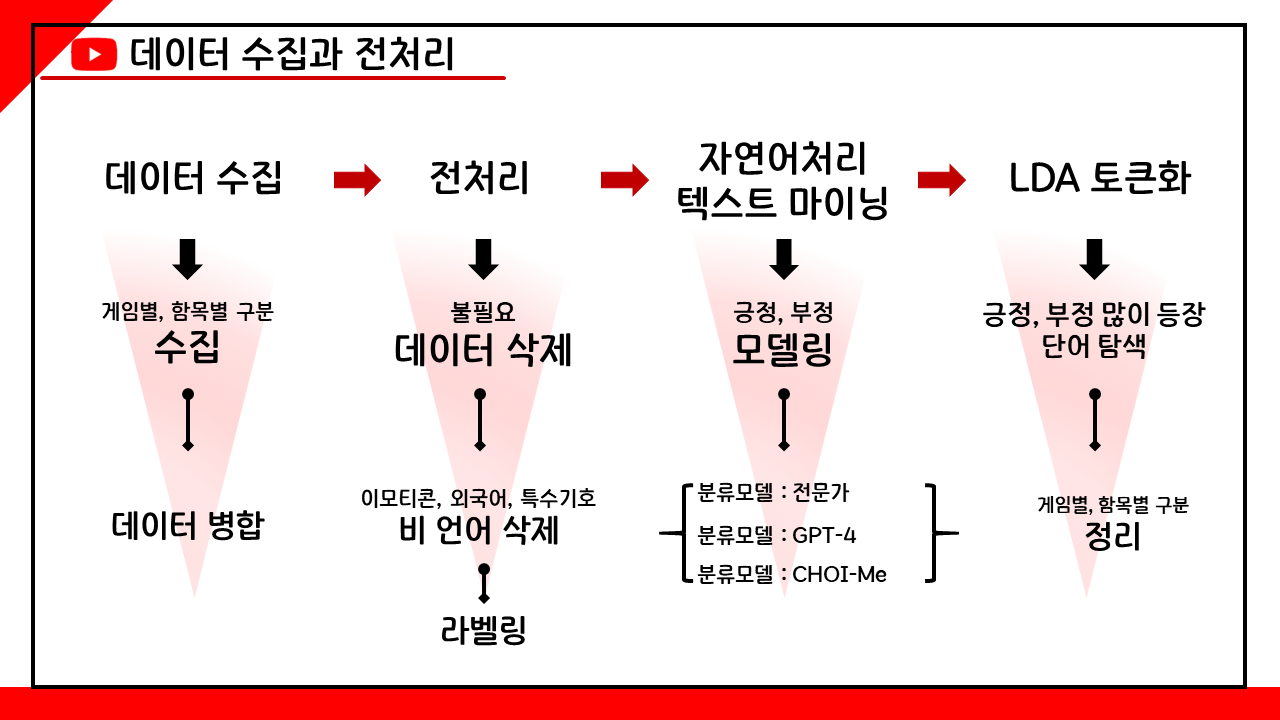 데이터 수집과 전처리
데이터 수집
전처리
자연어처리
텍스트 마이닝
LDA 토큰화
게임별, 항목별 구분
수집
데이터 병합
불필요
데이터 삭제
이모티콘, 외국어, 특수기호
비 언어 삭제
라벨링
긍정, 부정
모델링
분류모델 : 전문가
분류모델 : GPT-4
분류모델 : CHOI-Me
긍정, 부정 많이 등장
단어 탐색
게임별, 항목별 구분
정리